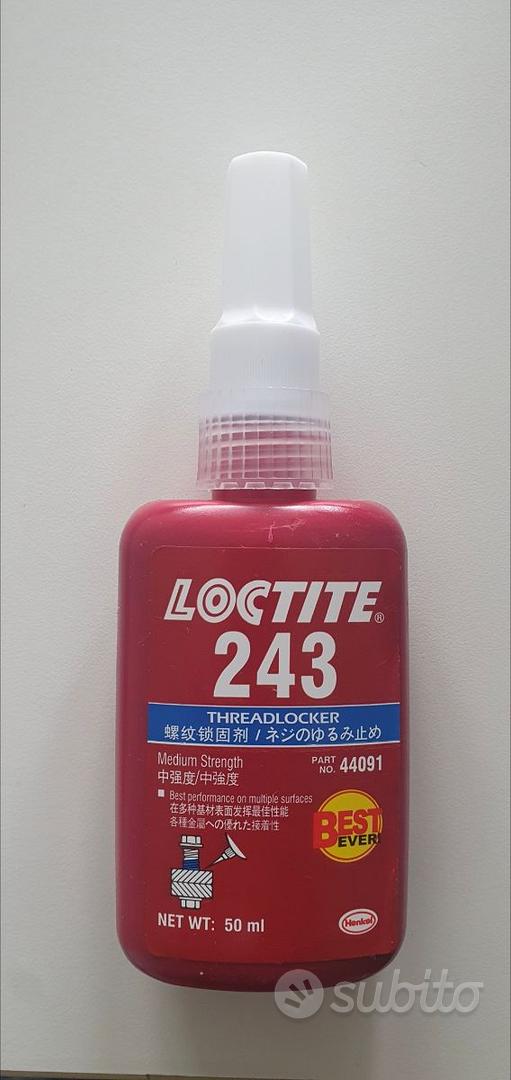 LOCTITE®
243
THREADLOCKER
螺纹锁固剂 / ネジのゆるみ止め
Medium Strength
中强度/中強度
PART NO. 44091
■ Best performance on multiple surfaces
在多种基材表面发挥最佳性能
各種金属への優れた接着性
BEST
EVER!
NET WT: 50 ml
Henkel
subito